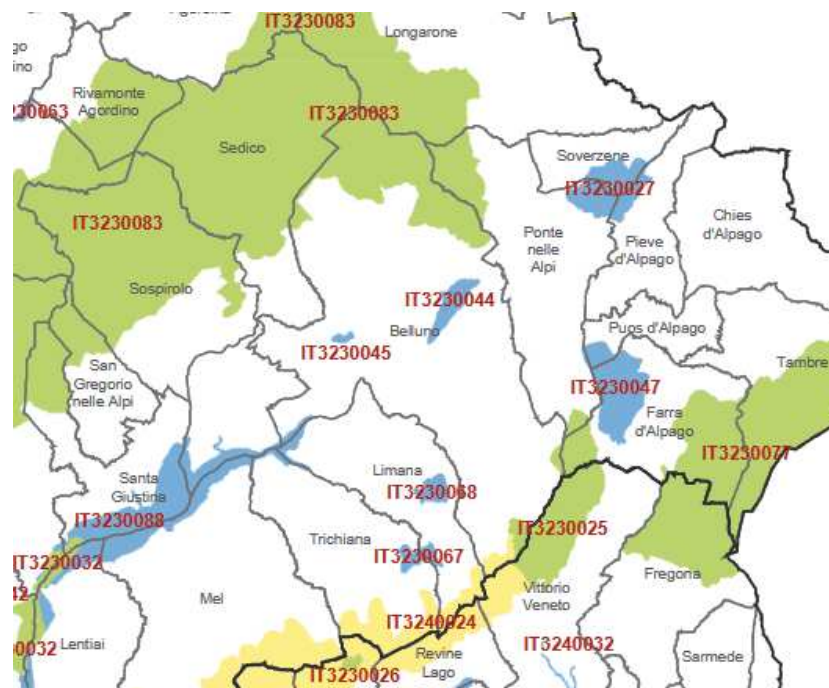 Agordina
IT3230083
Longarone
Rivamonte
Agordino
IT3230083
Sedico
Soverzene
IT3230027
Chies
d'Alpago
IT3230083
Ponte
nelle
Alpi
Pieve
d'Alpago
Sospirolo
IT3230044
Belluno
IT3230045
Puos d'Alpago
Tambre
San
Gregorio
nelle Alpi
IT3230047
Farra
d'Alpago
IT3230077
Santa
Giustina
Limana
IT3230068
IT3230088
IT3230025
Trichiana
IT3230067
IT3230032
Fregona
Mel
Vittorio
Veneto
IT3240024
Lentiai
IT3240032
Revine
Lago
Sarmede
IT3230026